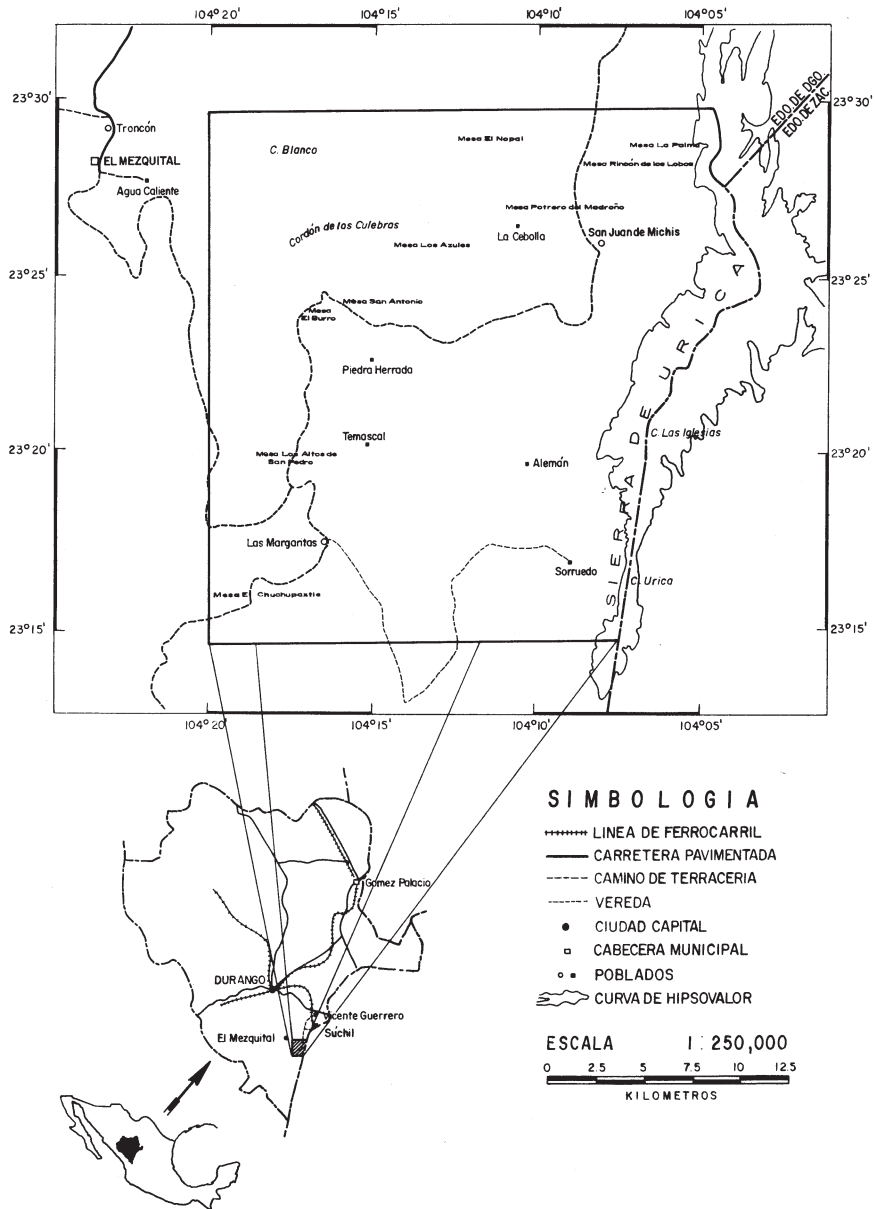 104° 20' 104° 15' 104° 10' 104° 05'
23° 30' 23° 30'
EDO. DE DGO.
EDO. DE ZAC.
Troncón
EL MEZQUITAL
Agua Caliente
C. Blanco
Mesa El Nopal
Mesa La Palma
Mesa Rincón de los Lobos
Mesa Potrero del Medroño
Cordón de las Culebras
Mesa Los Azules
La Cebolla
San Juan de Michis
23° 25' 23° 25'
Mesa San Antonio
Mesa
El Burro
Piedra Herrada
SIERRA DE URICA
Temascal
C. Las Iglesias
23° 20' 23° 20'
Mesa Los Altos de
San Pedro
Alemán
Las Margaritas
Sorruedo
C. Urica
Mesa El Chuchupaxtle
23° 15' 23° 15'
104° 20' 104° 15' 104° 10' 104° 05'
Gomez Palacio
DURANGO
Vicente Guerrero
Súchil
El Mezquital
SIMBOLOGIA
LINEA DE FERROCARRIL
CARRETERA PAVIMENTADA
CAMINO DE TERRACERIA
VEREDA
CIUDAD CAPITAL
CABECERA MUNICIPAL
POBLADOS
CURVA DE HIPSOVALOR
ESCALA 1 : 250,000
0 2.5 5 7.5 10 12.5
KILOMETROS